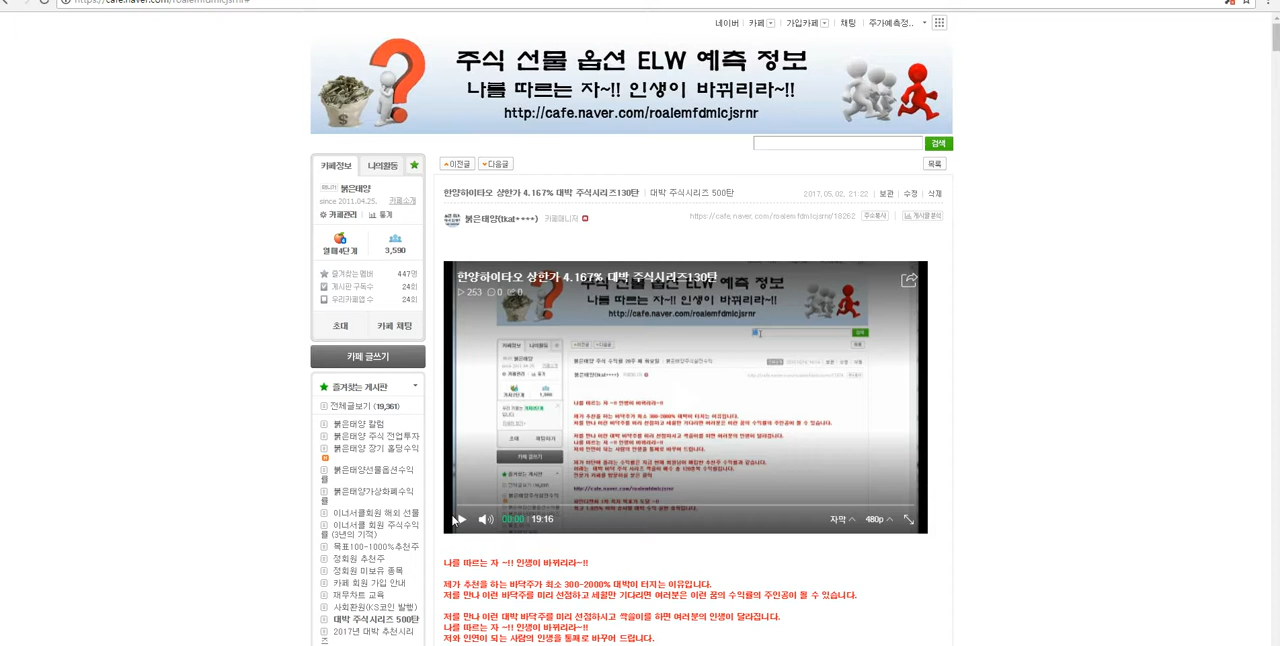 https://cafe.naver.com/roalemfdmlcjsrnr#
네이버 카페 가입카페 채팅 주가예측정..
주식 선물 옵션 ELW 예측 정보
나를 따르는 자~!! 인생이 바뀌리라~!!
http://cafe.naver.com/roalemfdmlcjsrnr
검색
카페정보 나의활동
이전글 다음글 목록
매니저 붉은태양
since 2011.04.25. 카페소개
카페관리 통계
열매4단계 3,590
즐겨찾는 멤버 447명
게시판 구독수 24회
우리카페앱 수 24회
초대 카페 채팅
카페 글쓰기
즐겨찾는 게시판
전체글보기 (19,361)
붉은태양 칼럼
붉은태양 주식 전업투자
붉은태양 장기 홀딩수익
붉은태양선물옵션수익
률
붉은태양가상화폐수익
률
이너서클회원 해외 선물
이너서클 회원 주식수익
률 (3년의 기적)
목표100~1000%추천주
정회원 추천주
정회원 미보유 종목
카페 회원 가입 안내
재무차트 교육
사회환원(KS코인 발행)
대박 주식시리즈 500탄
2017년 대박 추천시리
즈
한양하이타오 상한가 4.167% 대박 주식시리즈130탄 대박 주식시리즈 500탄
2017.05.02. 21:22 보관 수정 삭제
붉은태양(tkat****) 카페매니저
https://cafe.naver.com/roalemfdmlcjsrnr/18262 주소복사 게시글 분석
한양하이타오 상한가 4.167% 대박 주식시리즈130탄
253 0 0
나를 따르는 자~!! 인생이 바뀌리라~!!
http://cafe.naver.com/roalemfdmlcjsrnr
00:00 19:16
자막 480p
나를 따르는 자 ~!! 인생이 바뀌리라~!!
제가 추천을 하는 바닥주가 최소 300-2000% 대박이 터지는 이유입니다.
저를 만나 이런 바닥주를 미리 선점하고 세월만 기다리면 여러분은 이런 꿈의 수익률의 주인공이 될 수 있습니다.
저를 만나 이런 대박 바닥주를 미리 선점하시고 싹쓸이를 하면 여러분의 인생이 달라집니다.
나를 따르는 자 ~!! 인생이 바뀌리라~!!
저와 인연이 되는 사람의 인생을 통째로 바꾸어 드립니다.